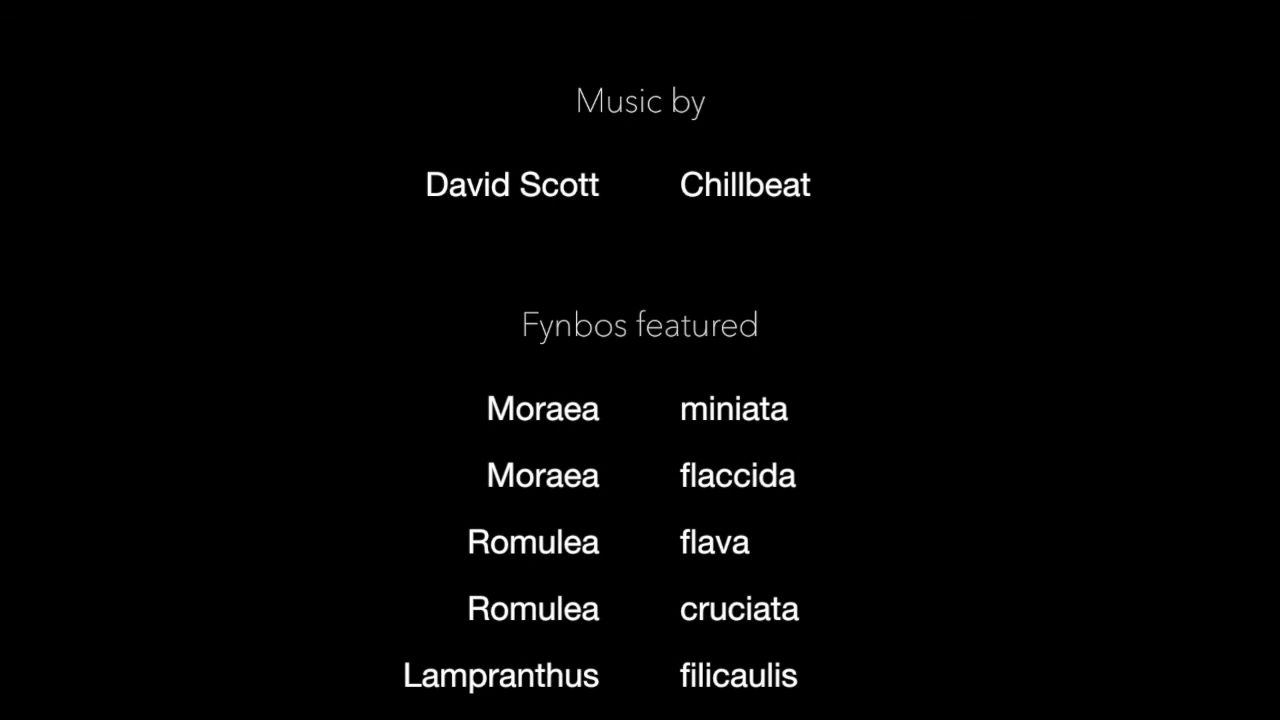 Music by
David Scott Chillbeat
Fynbos featured
Moraea miniata
Moraea flaccida
Romulea flava
Romulea cruciata
Lampranthus filicaulis